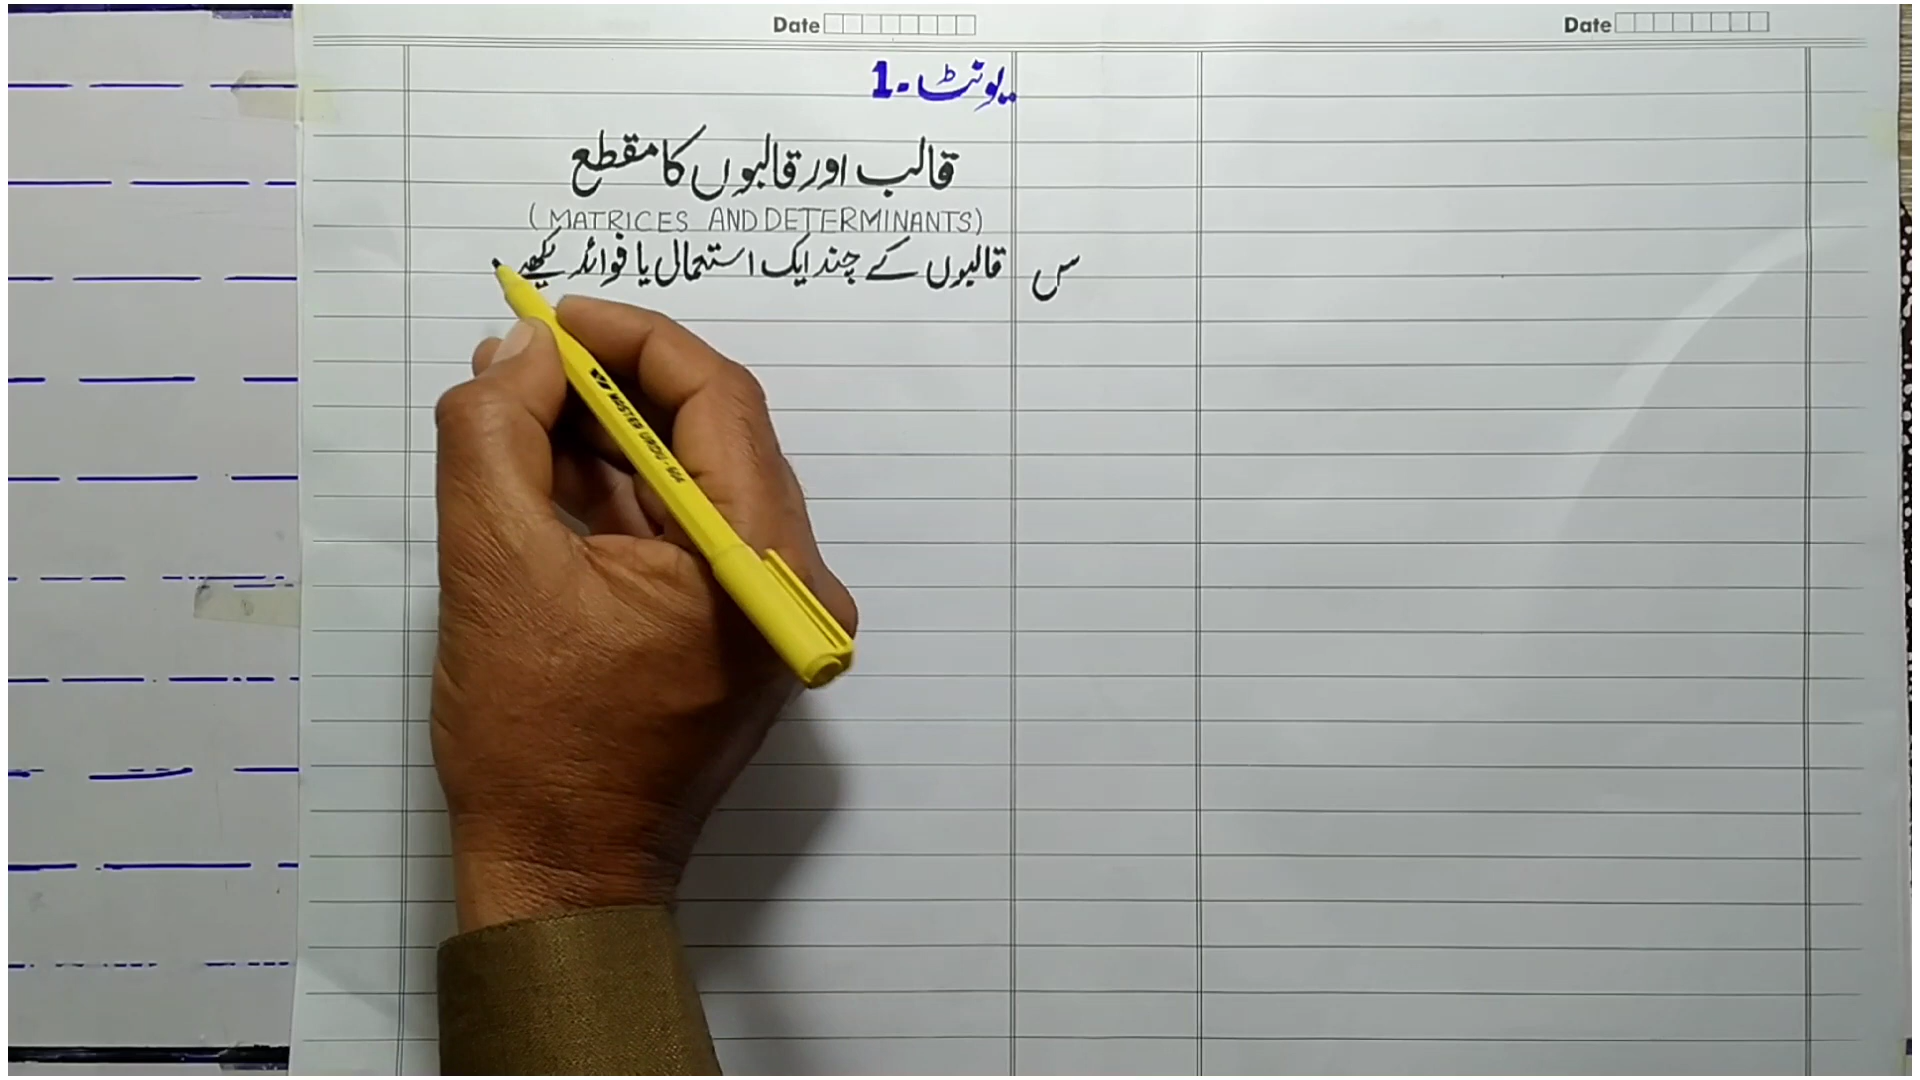 Date
Date
یونٹ ۔1
قالب اور قالبوں کا مقطع
(MATRICES AND DETERMINANTS)
س قالبوں کے چند ایک استعمال یا فوائد لکھیے۔